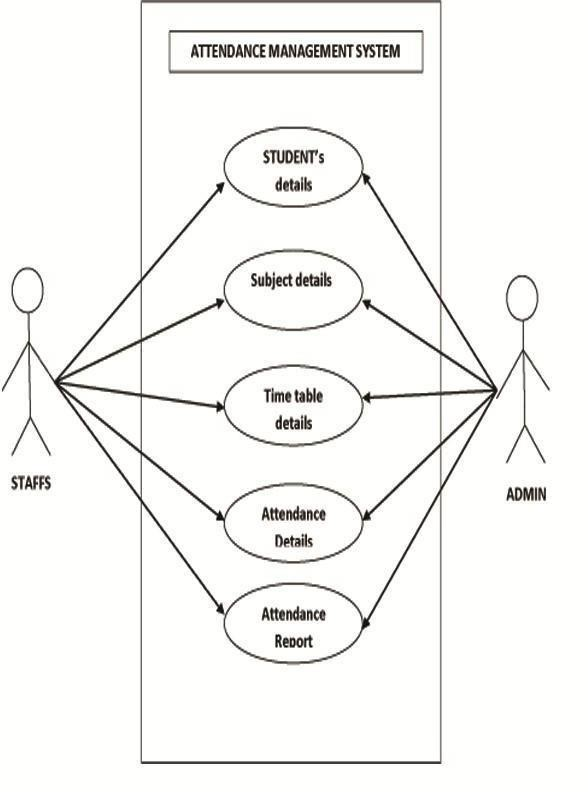 ATTENDANCE MANAGEMENT SYSTEM
STUDENT's
details
Subject details
Time table
details
Attendance
Details
Attendance
Report
STAFFS
ADMIN